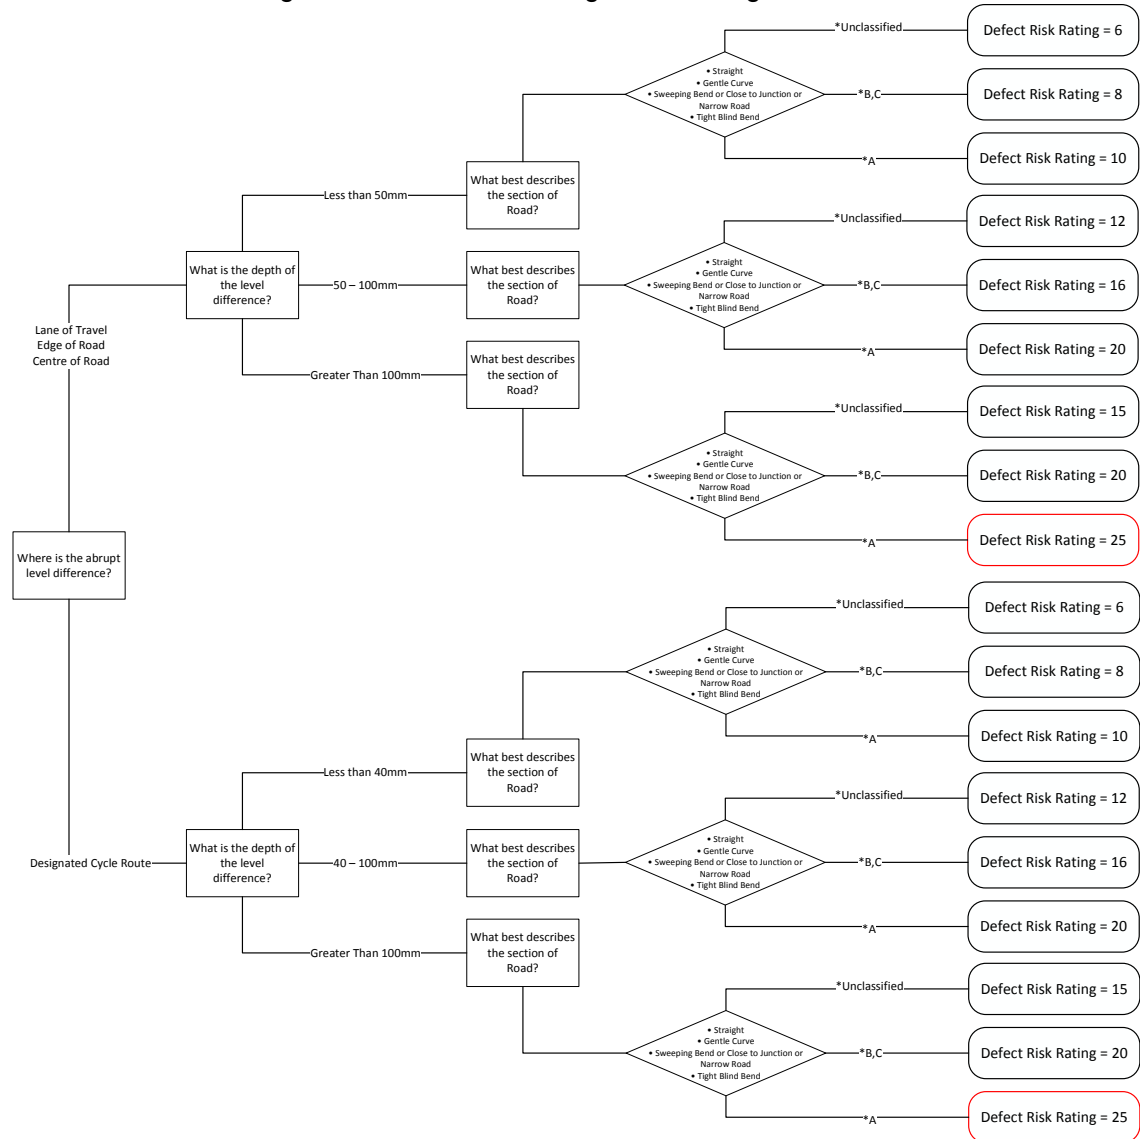 Where is the abrupt
level difference?
Lane of Travel
Edge of Road
Centre of Road
What is the depth of
the level
difference?
Less than 50mm
What best describes
the section of
Road?
• Straight
• Gentle Curve
• Sweeping Bend or Close to Junction or
Narrow Road
• Tight Blind Bend
*Unclassified
Defect Risk Rating = 6
*B,C
Defect Risk Rating = 8
*A
Defect Risk Rating = 10
50 – 100mm
What best describes
the section of
Road?
• Straight
• Gentle Curve
• Sweeping Bend or Close to Junction or
Narrow Road
• Tight Blind Bend
*Unclassified
Defect Risk Rating = 12
*B,C
Defect Risk Rating = 16
*A
Defect Risk Rating = 20
Greater Than 100mm
What best describes
the section of
Road?
• Straight
• Gentle Curve
• Sweeping Bend or Close to Junction or
Narrow Road
• Tight Blind Bend
*Unclassified
Defect Risk Rating = 15
*B,C
Defect Risk Rating = 20
*A
Defect Risk Rating = 25
Designated Cycle Route
What is the depth of
the level
difference?
Less than 40mm
What best describes
the section of
Road?
• Straight
• Gentle Curve
• Sweeping Bend or Close to Junction or
Narrow Road
• Tight Blind Bend
*Unclassified
Defect Risk Rating = 6
*B,C
Defect Risk Rating = 8
*A
Defect Risk Rating = 10
40 – 100mm
What best describes
the section of
Road?
• Straight
• Gentle Curve
• Sweeping Bend or Close to Junction or
Narrow Road
• Tight Blind Bend
*Unclassified
Defect Risk Rating = 12
*B,C
Defect Risk Rating = 16
*A
Defect Risk Rating = 20
Greater Than 100mm
What best describes
the section of
Road?
• Straight
• Gentle Curve
• Sweeping Bend or Close to Junction or
Narrow Road
• Tight Blind Bend
*Unclassified
Defect Risk Rating = 15
*B,C
Defect Risk Rating = 20
*A
Defect Risk Rating = 25